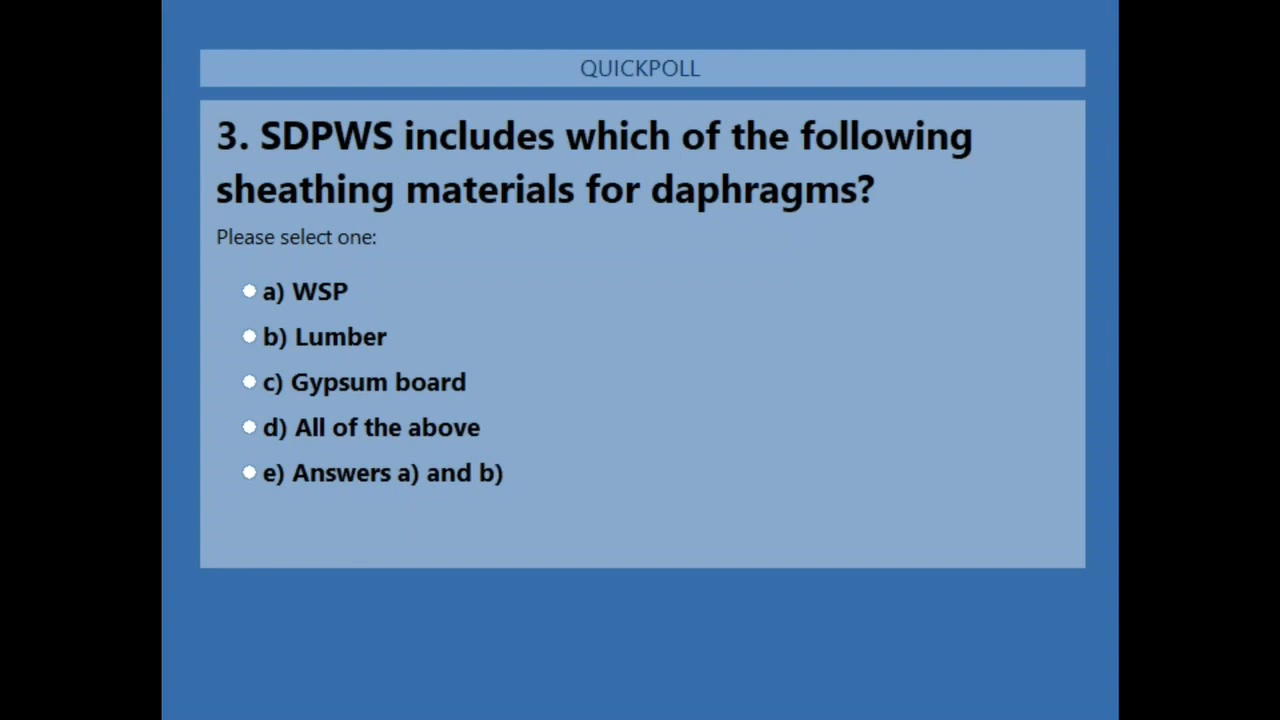 QUICKPOLL
3. SDPWS includes which of the following
sheathing materials for daphragms?
Please select one:
a) WSP
b) Lumber
c) Gypsum board
d) All of the above
e) Answers a) and b)